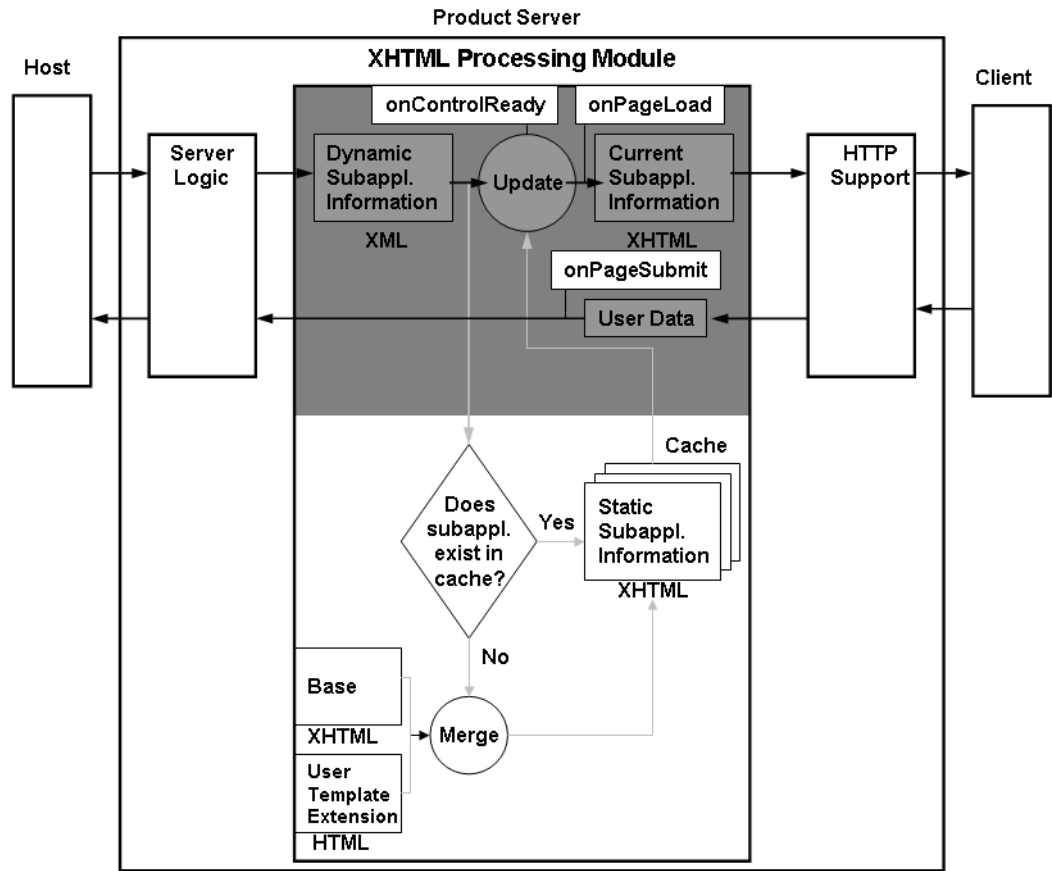 Product Server
XHTML Processing Module
Host
Client
onControlReady
onPageLoad
Server
Logic
Dynamic
Subappl.
Information
XML
Update
Current
Subappl.
Information
XHTML
HTTP
Support
onPageSubmit
User Data
Cache
Does
subappl.
exist in
cache?
Yes
Static
Subappl.
Information
XHTML
No
Base
XHTML
Merge
User
Template
Extension
HTML